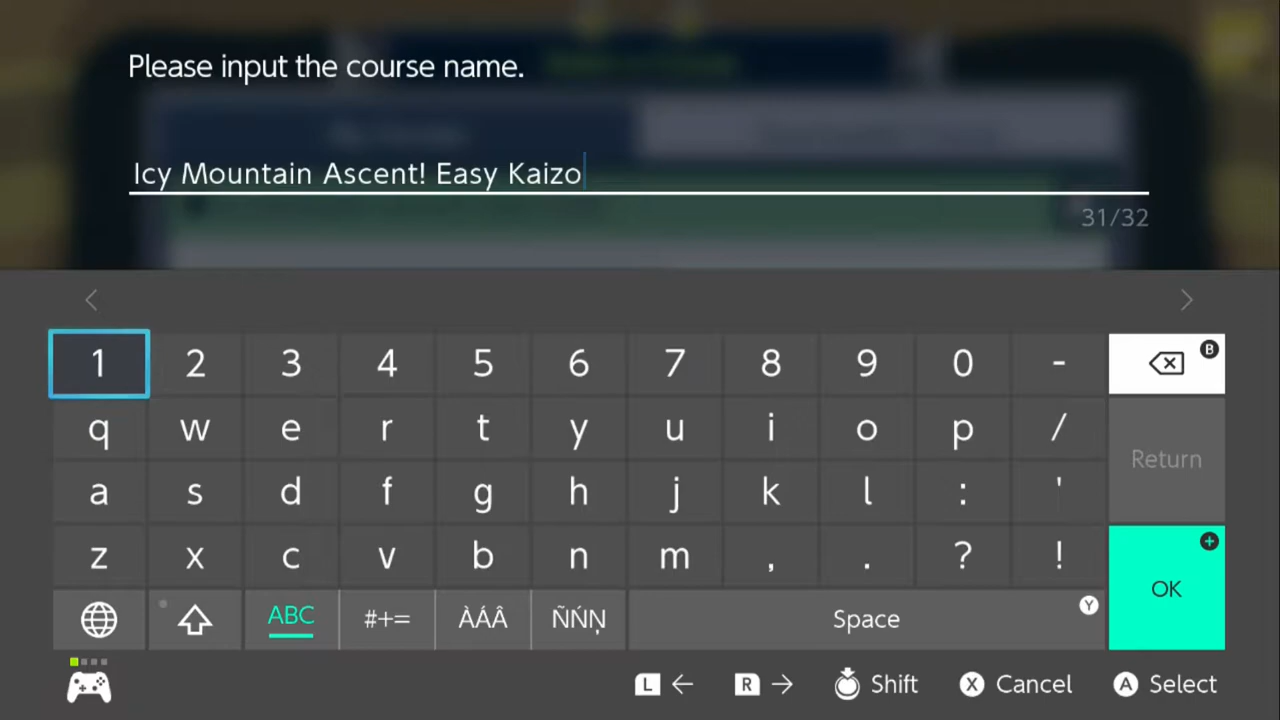 Please input the course name.
Icy Mountain Ascent! Easy Kaizo
31/32
1 2 3 4 5 6 7 8 9 0 - B
q w e r t y u i o p /
Return
a s d f g h j k l : '
z x c v b n m , . ? ! +
OK
ABC #+= ÀÁÂ ÑŃŅ Space Y
L ← R → Shift X Cancel A Select